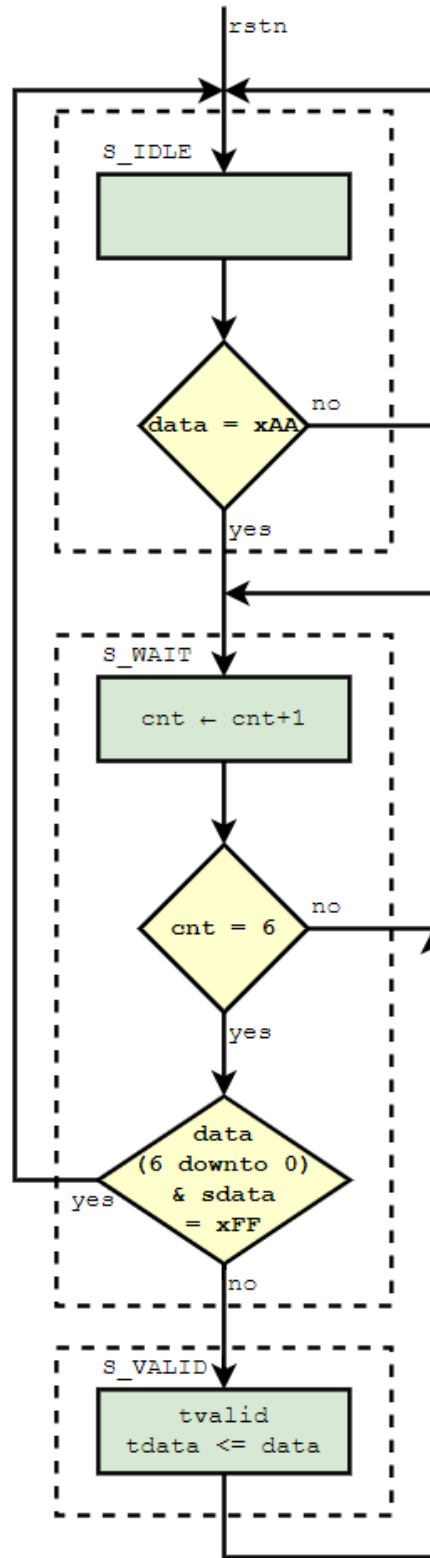 rstn
S_IDLE
data = xAA
no
yes
S_WAIT
cnt ← cnt+1
cnt = 6
no
yes
data
(6 downto 0)
& sdata
= xFF
yes
no
S_VALID
tvalid
tdata <= data